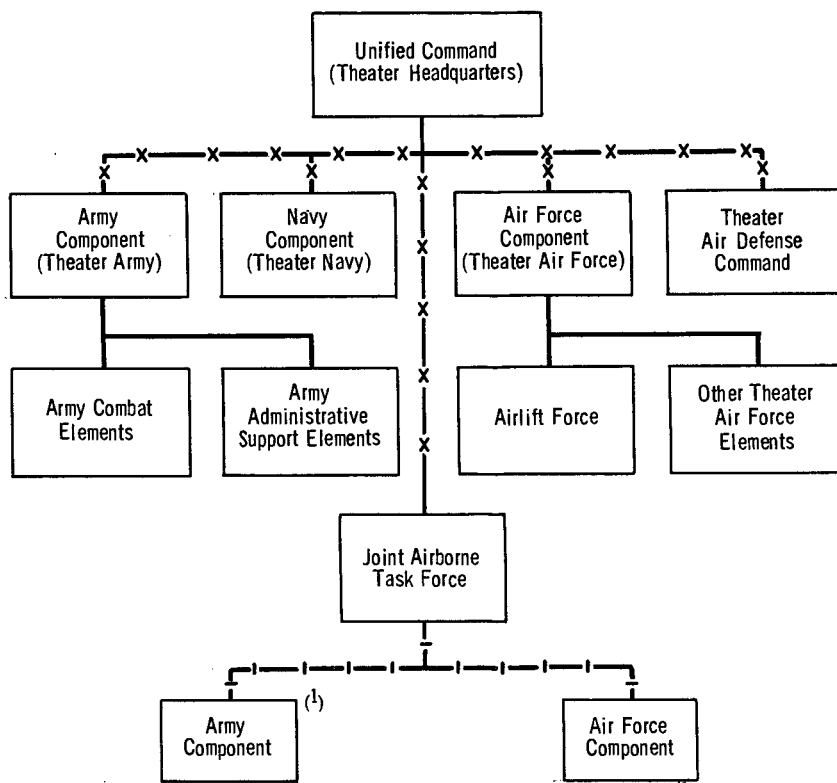 Unified Command
(Theater Headquarters)
Army
Component
(Theater Army)
Navy
Component
(Theater Navy)
Air Force
Component
(Theater Air Force)
Theater
Air Defense
Command
Army Combat
Elements
Army
Administrative
Support Elements
Airlift Force
Other Theater
Air Force
Elements
Joint Airborne
Task Force
(1)
Army
Component
Air Force
Component